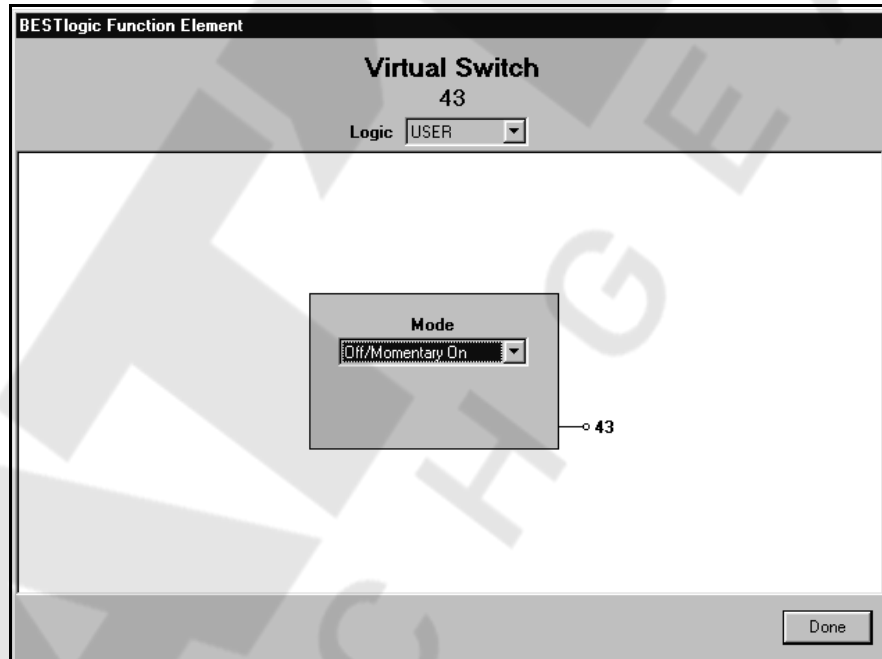 BESTlogic Function Element
Virtual Switch
43
Logic USER
Mode
Off/Momentary On
43
Done